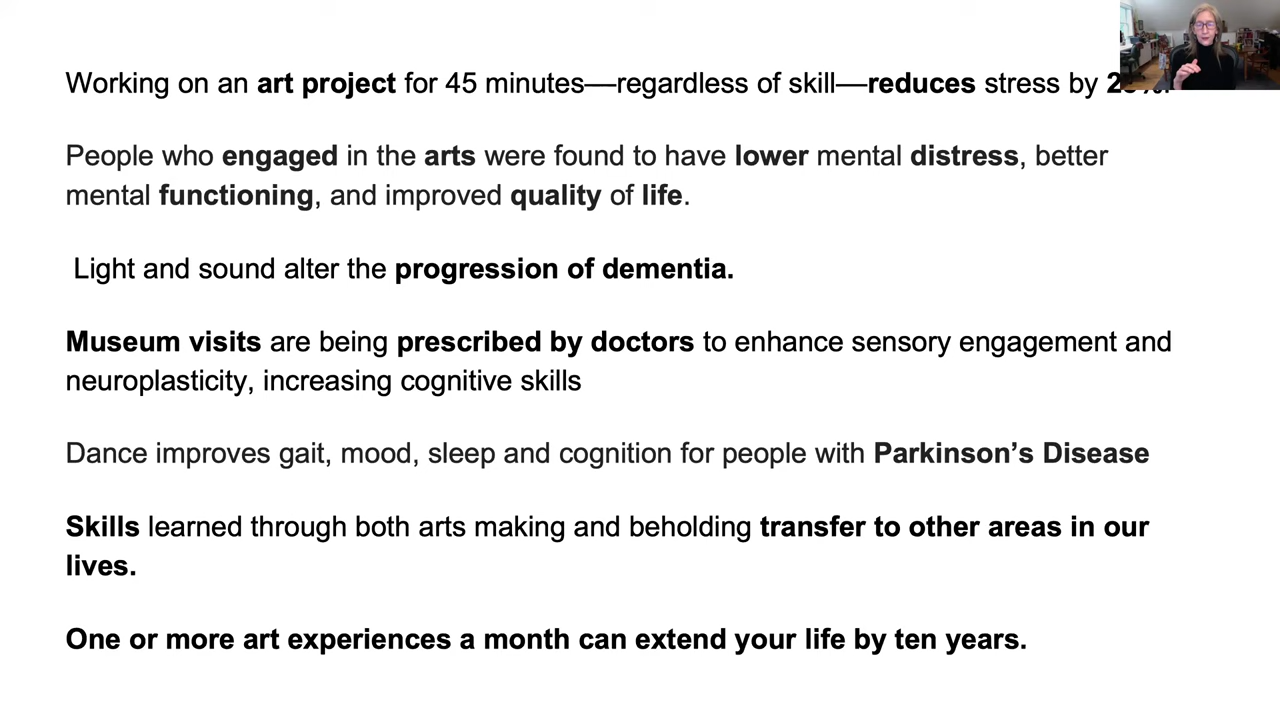 Working on an art project for 45 minutes—regardless of skill—reduces stress by
People who engaged in the arts were found to have lower mental distress, better
mental functioning, and improved quality of life.
Light and sound alter the progression of dementia.
Museum visits are being prescribed by doctors to enhance sensory engagement and
neuroplasticity, increasing cognitive skills
Dance improves gait, mood, sleep and cognition for people with Parkinson’s Disease
Skills learned through both arts making and beholding transfer to other areas in our
lives.
One or more art experiences a month can extend your life by ten years.